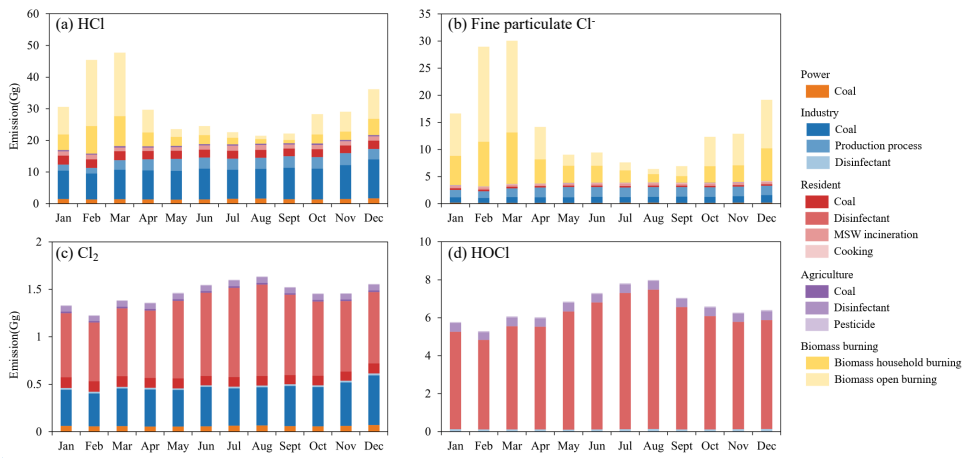 (a) HCl
Emission(Gg)
60
50
40
30
20
10
0
Jan Feb Mar Apr May Jun Jul Aug Sept Oct Nov Dec
(b) Fine particulate Cl⁻
35
30
25
20
15
10
5
0
Jan Feb Mar Apr May Jun Jul Aug Sept Oct Nov Dec
(c) Cl₂
Emission(Gg)
2
1.5
1
0.5
0
Jan Feb Mar Apr May Jun Jul Aug Sept Oct Nov Dec
(d) HOCl
10
8
6
4
2
0
Jan Feb Mar Apr May Jun Jul Aug Sept Oct Nov Dec
Power
Coal
Industry
Coal
Production process
Disinfectant
Resident
Coal
Disinfectant
MSW incineration
Cooking
Agriculture
Coal
Disinfectant
Pesticide
Biomass burning
Biomass household burning
Biomass open burning